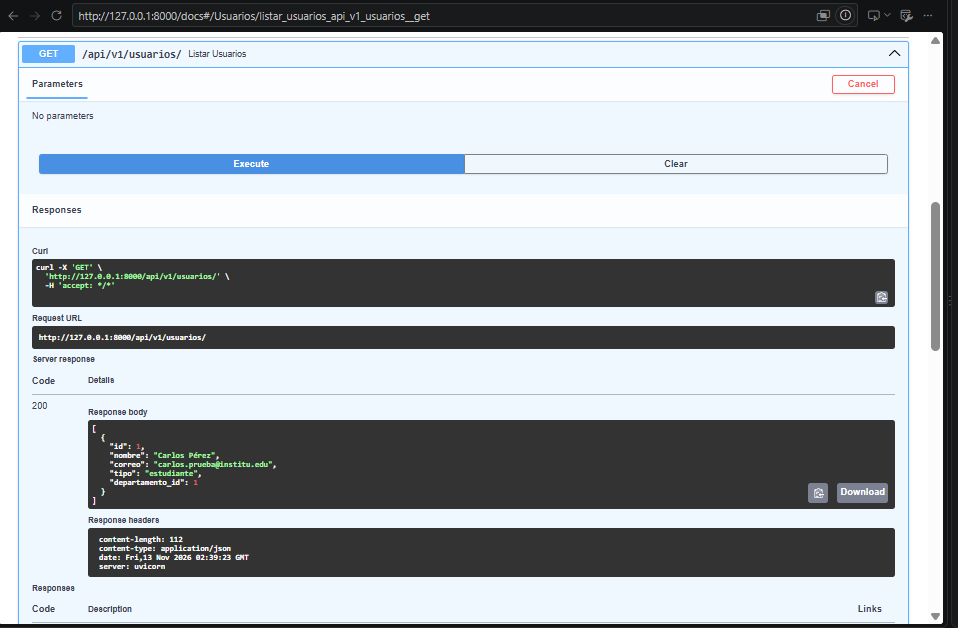 http://127.0.0.1:8000/docs#/Usuarios/listar_usuarios_api_v1_usuarios__get
GET /api/v1/usuarios/ Listar Usuarios
Parameters
Cancel
No parameters
Execute
Clear
Responses
Curl
curl -X 'GET' \
'http://127.0.0.1:8000/api/v1/usuarios/' \
-H 'accept: */*'
Request URL
http://127.0.0.1:8000/api/v1/usuarios/
Server response
Code Details
200
Response body
[
{
"id": 1,
"nombre": "Carlos Pérez",
"correo": "carlos.prueba@institu.edu",
"tipo": "estudiante",
"departamento_id": 1
}
]
Download
Response headers
content-length: 112
content-type: application/json
date: Fri,13 Nov 2026 02:39:23 GMT
server: uvicorn
Responses
Code Description Links